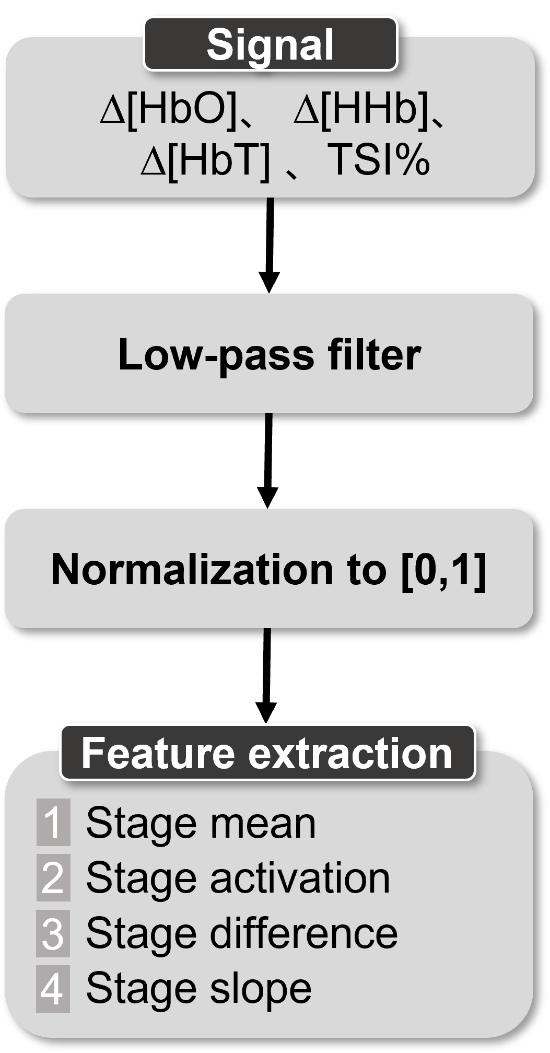 Signal
Δ[HbO]、 Δ[HHb]、
Δ[HbT] 、TSI%
Low-pass filter
Normalization to [0,1]
Feature extraction
1 Stage mean
2 Stage activation
3 Stage difference
4 Stage slope